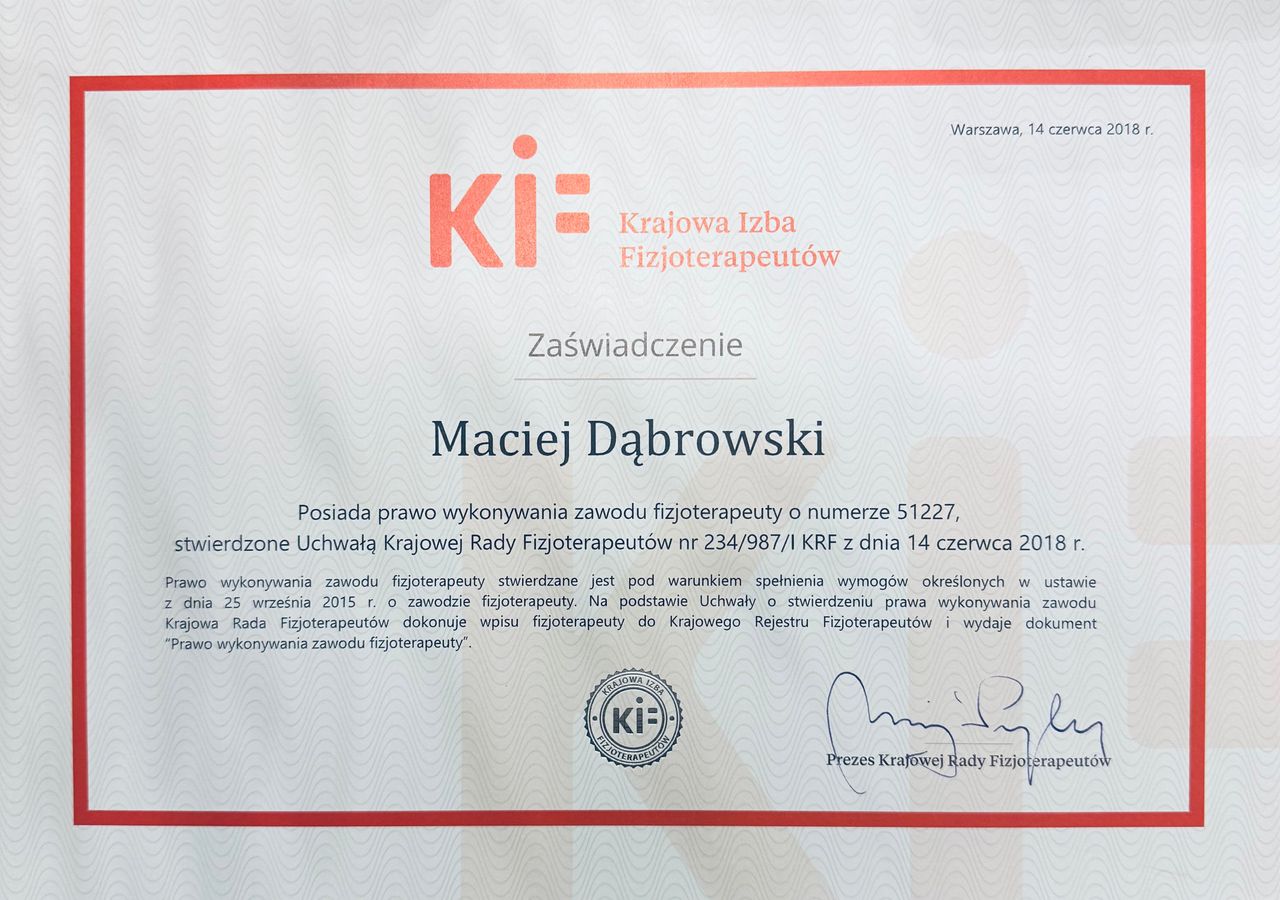 Warszawa, 14 czerwca 2018 r.
KiF
Krajowa Izba
Fizjoterapeutów
Zaświadczenie
Maciej Dąbrowski
Posiada prawo wykonywania zawodu fizjoterapeuty o numerze 51227,
stwierdzone Uchwałą Krajowej Rady Fizjoterapeutów nr 234/987/I KRF z dnia 14 czerwca 2018 r.
Prawo wykonywania zawodu fizjoterapeuty stwierdzane jest pod warunkiem spełnienia wymogów określonych w ustawie
z dnia 25 września 2015 r. o zawodzie fizjoterapeuty. Na podstawie Uchwały o stwierdzeniu prawa wykonywania zawodu
Krajowa Rada Fizjoterapeutów dokonuje wpisu fizjoterapeuty do Krajowego Rejestru Fizjoterapeutów i wydaje dokument
“Prawo wykonywania zawodu fizjoterapeuty”.
KRAJOWA IZBA
KiF
FIZJOTERAPEUTÓW
Prezes Krajowej Rady Fizjoterapeutów